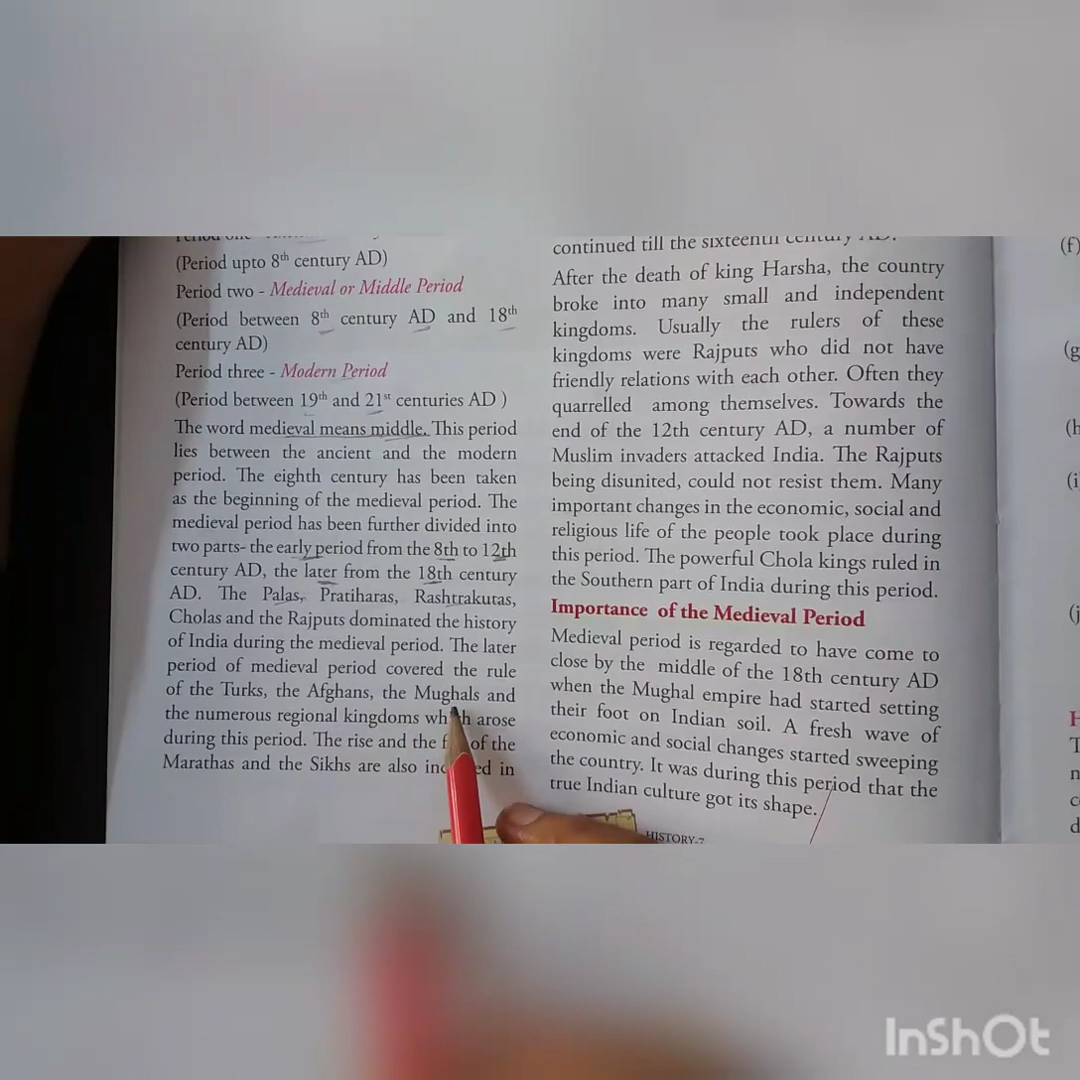 (Period upto 8th century AD)
Period two - Medieval or Middle Period
(Period between 8th century AD and 18th
century AD)
Period three - Modern Period
(Period between 19th and 21st centuries AD )
The word medieval means middle. This period
lies between the ancient and the modern
period. The eighth century has been taken
as the beginning of the medieval period. The
medieval period has been further divided into
two parts- the early period from the 8th to 12th
century AD, the later from the 18th century
AD. The Palas, Pratiharas, Rashtrakutas,
Cholas and the Rajputs dominated the history
of India during the medieval period. The later
period of medieval period covered the rule
of the Turks, the Afghans, the Mughals and
the numerous regional kingdoms which arose
during this period. The rise and the of the
Marathas and the Sikhs are also in
continued till the sixteenth century AD.
After the death of king Harsha, the country
broke into many small and independent
kingdoms. Usually the rulers of these
kingdoms were Rajputs who did not have
friendly relations with each other. Often they
quarrelled among themselves. Towards the
end of the 12th century AD, a number of
Muslim invaders attacked India. The Rajputs
being disunited, could not resist them. Many
important changes in the economic, social and
religious life of the people took place during
this period. The powerful Chola kings ruled in
the Southern part of India during this period.
Importance of the Medieval Period
Medieval period is regarded to have come to
close by the middle of the 18th century AD
when the Mughal empire had started setting
their foot on Indian soil. A fresh wave of
economic and social changes started sweeping
the country. It was during this period that the
true Indian culture got its shape.
HISTORY-7
(f)
(g
(h
(i
(j
InShOt